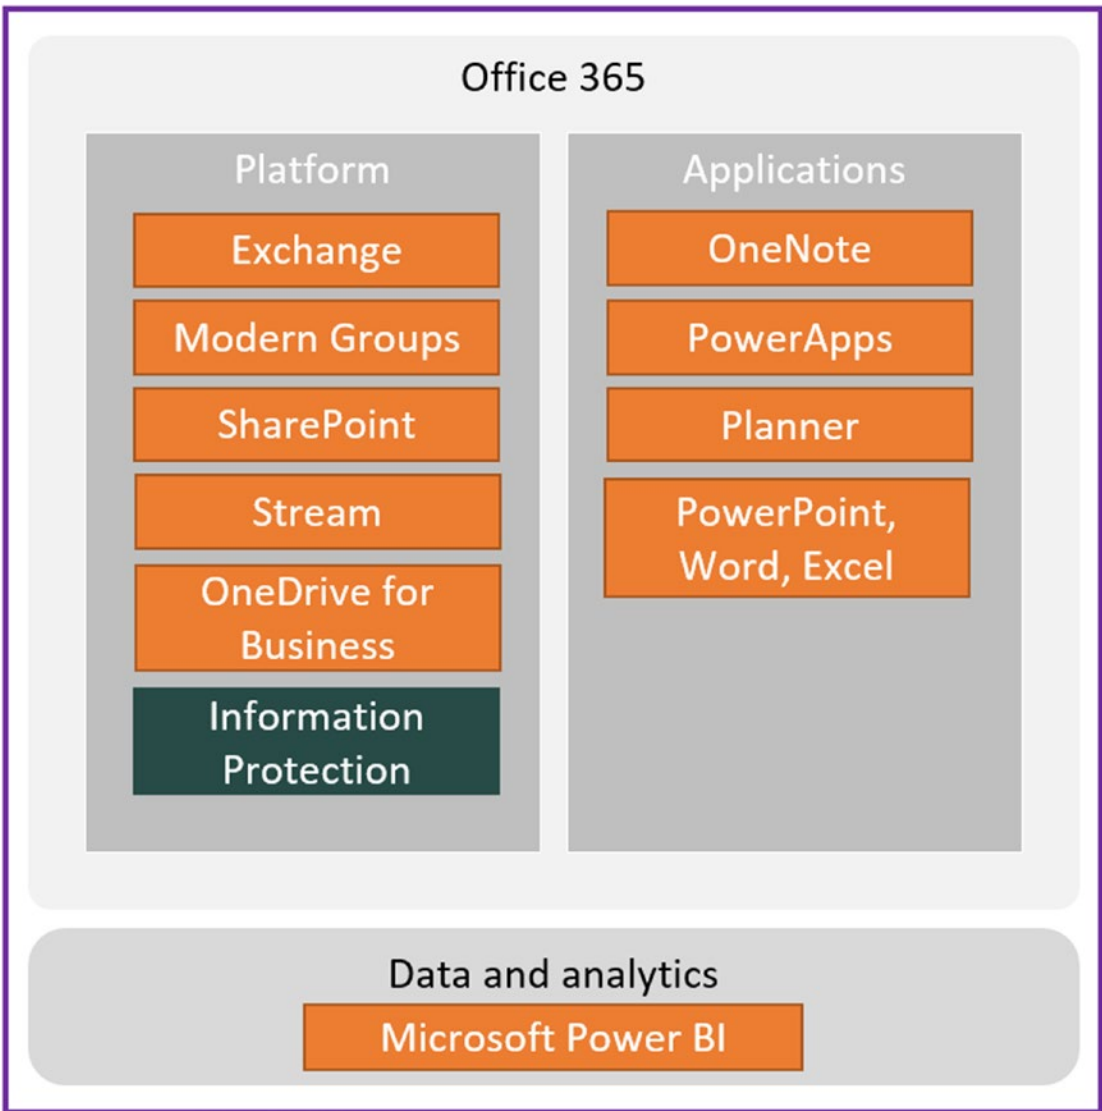 Office 365
Platform
Exchange
Modern Groups
SharePoint
Stream
OneDrive for
Business
Information
Protection
Applications
OneNote
PowerApps
Planner
PowerPoint,
Word, Excel
Data and analytics
Microsoft Power BI